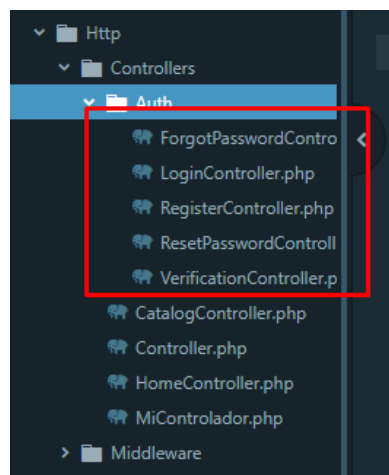 Http
Controllers
Auth
ForgotPasswordContro
LoginController.php
RegisterController.php
ResetPasswordControll
VerificationController.p
CatalogController.php
Controller.php
HomeController.php
MiControlador.php
Middleware